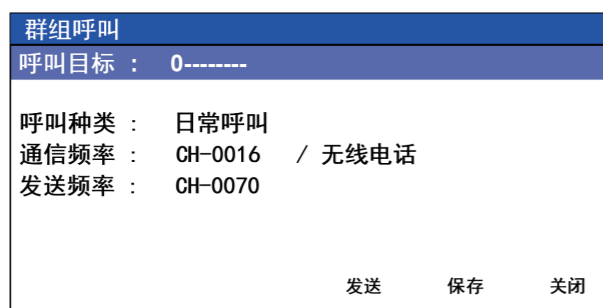 群组呼叫
呼叫目标 : 0--------
呼叫种类 : 日常呼叫
通信频率 : CH-0016 / 无线电话
发送频率 : CH-0070
发送 保存 关闭